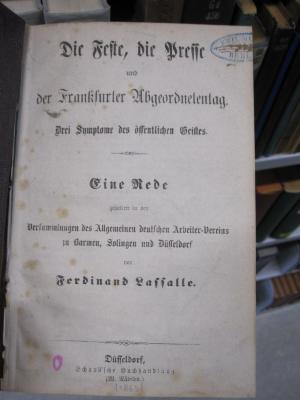 Die Feste, die Presse
und
der Frankfurter Abgeordnetentag.
Drei Symptome des öffentlichen Geistes.
Eine Rede
gehalten in den
Versammlungen des Allgemeinen deutschen Arbeiter-Vereins
zu Barmen, Solingen und Düsseldorf
von
Ferdinand Lassalle.
Düsseldorf,
Schaub'sche Buchhandlung